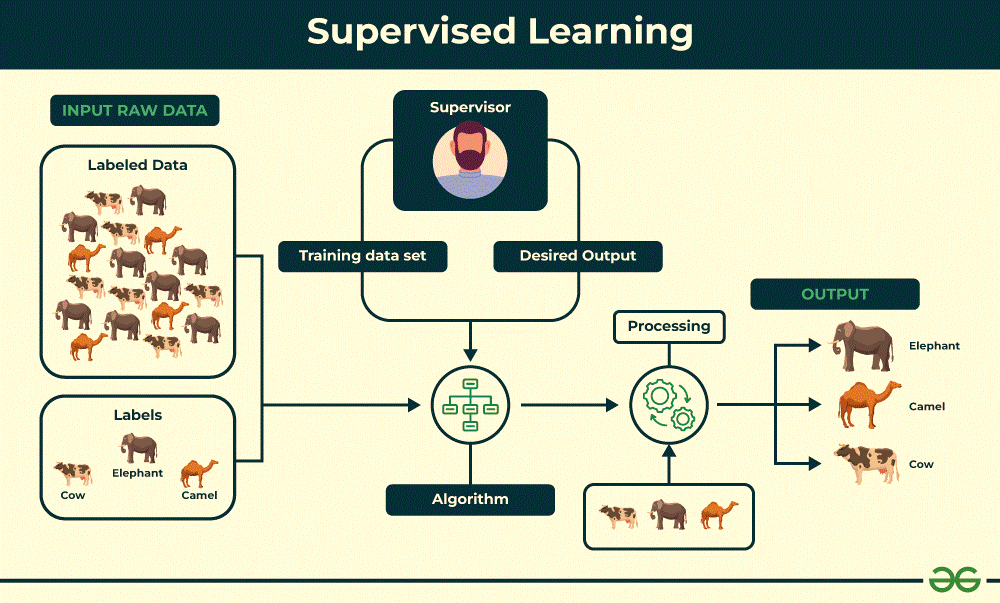 Supervised Learning
INPUT RAW DATA
Labeled Data
Supervisor
Training data set
Desired Output
Labels
Elephant
Cow
Camel
Algorithm
Processing
OUTPUT
Elephant
Camel
Cow